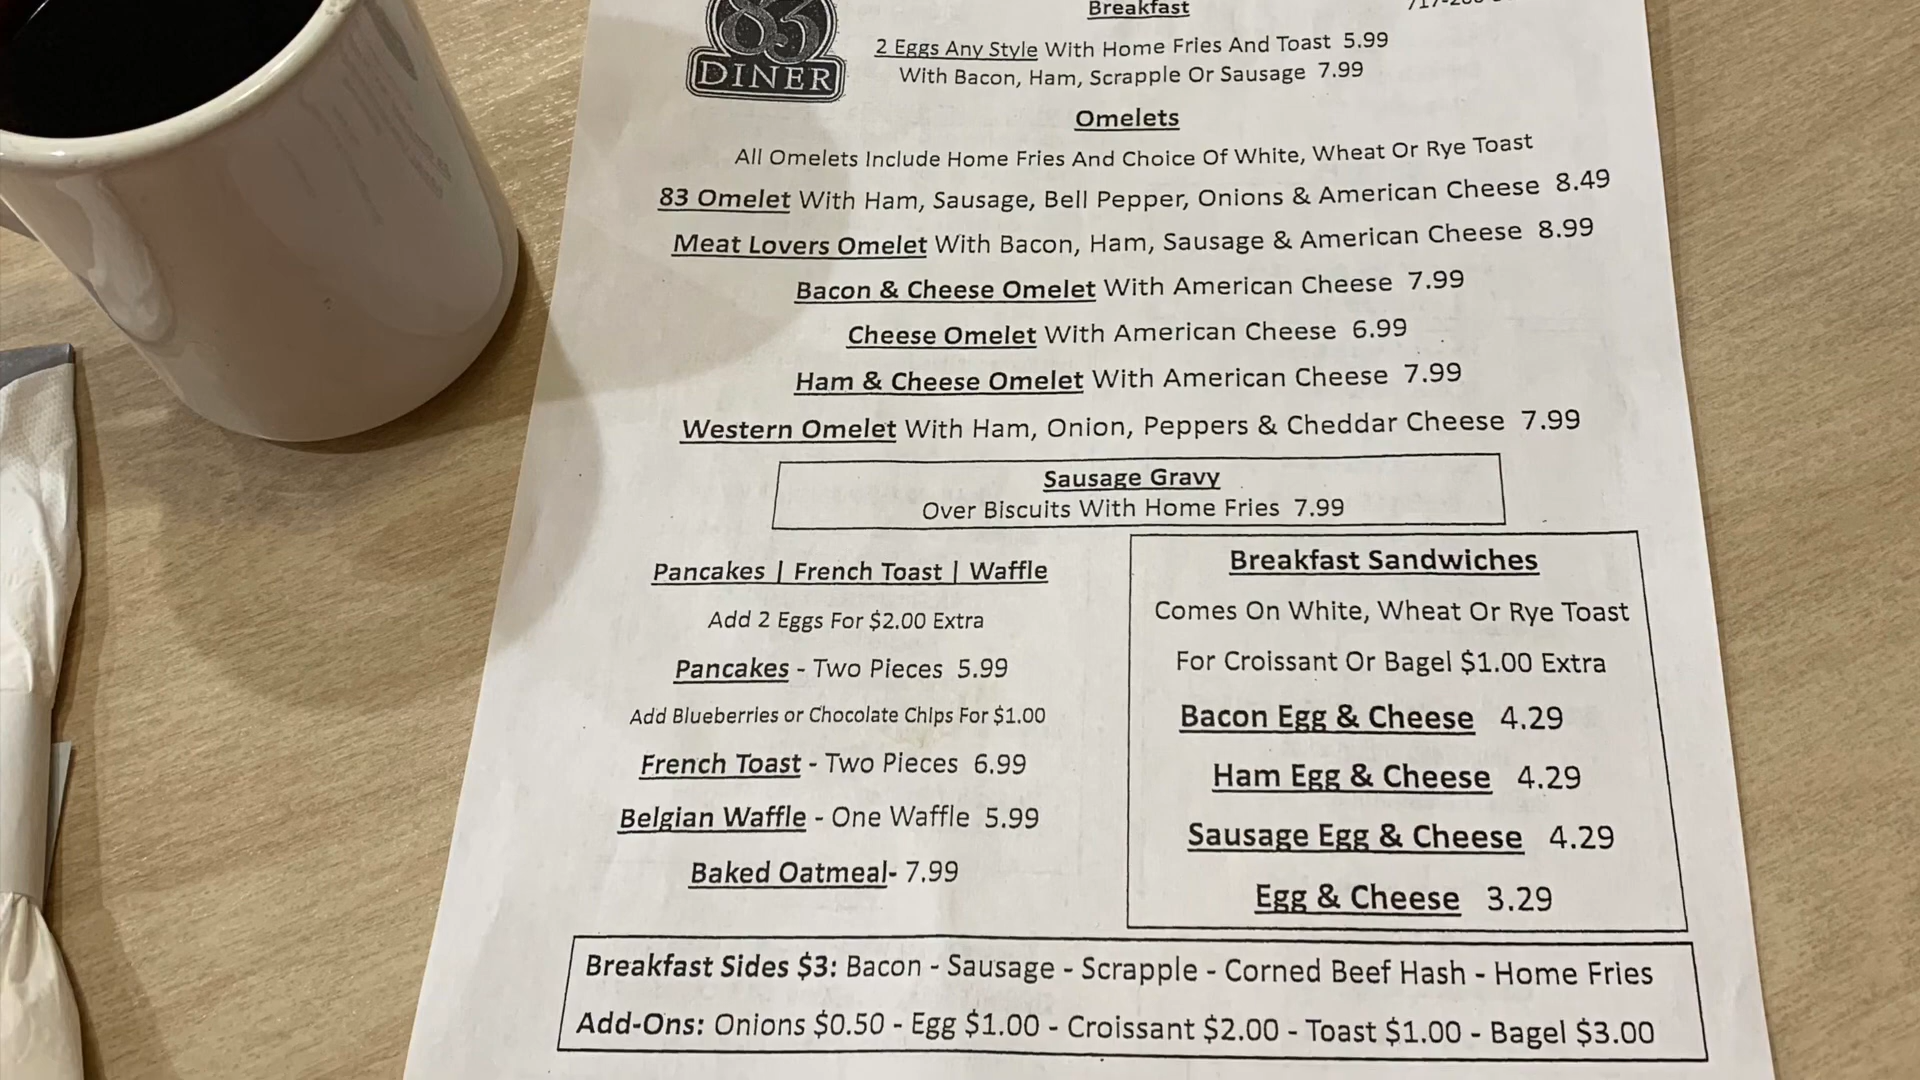 83
DINER
Breakfast
2 Eggs Any Style With Home Fries And Toast 5.99
With Bacon, Ham, Scrapple Or Sausage 7.99
Omelets
All Omelets Include Home Fries And Choice Of White, Wheat Or Rye Toast
83 Omelet With Ham, Sausage, Bell Pepper, Onions & American Cheese 8.49
Meat Lovers Omelet With Bacon, Ham, Sausage & American Cheese 8.99
Bacon & Cheese Omelet With American Cheese 7.99
Cheese Omelet With American Cheese 6.99
Ham & Cheese Omelet With American Cheese 7.99
Western Omelet With Ham, Onion, Peppers & Cheddar Cheese 7.99
Sausage Gravy
Over Biscuits With Home Fries 7.99
Pancakes | French Toast | Waffle
Add 2 Eggs For $2.00 Extra
Pancakes - Two Pieces 5.99
Add Blueberries or Chocolate Chips For $1.00
French Toast - Two Pieces 6.99
Belgian Waffle - One Waffle 5.99
Baked Oatmeal- 7.99
Breakfast Sandwiches
Comes On White, Wheat Or Rye Toast
For Croissant Or Bagel $1.00 Extra
Bacon Egg & Cheese 4.29
Ham Egg & Cheese 4.29
Sausage Egg & Cheese 4.29
Egg & Cheese 3.29
Breakfast Sides $3: Bacon - Sausage - Scrapple - Corned Beef Hash - Home Fries
Add-Ons: Onions $0.50 - Egg $1.00 - Croissant $2.00 - Toast $1.00 - Bagel $3.00